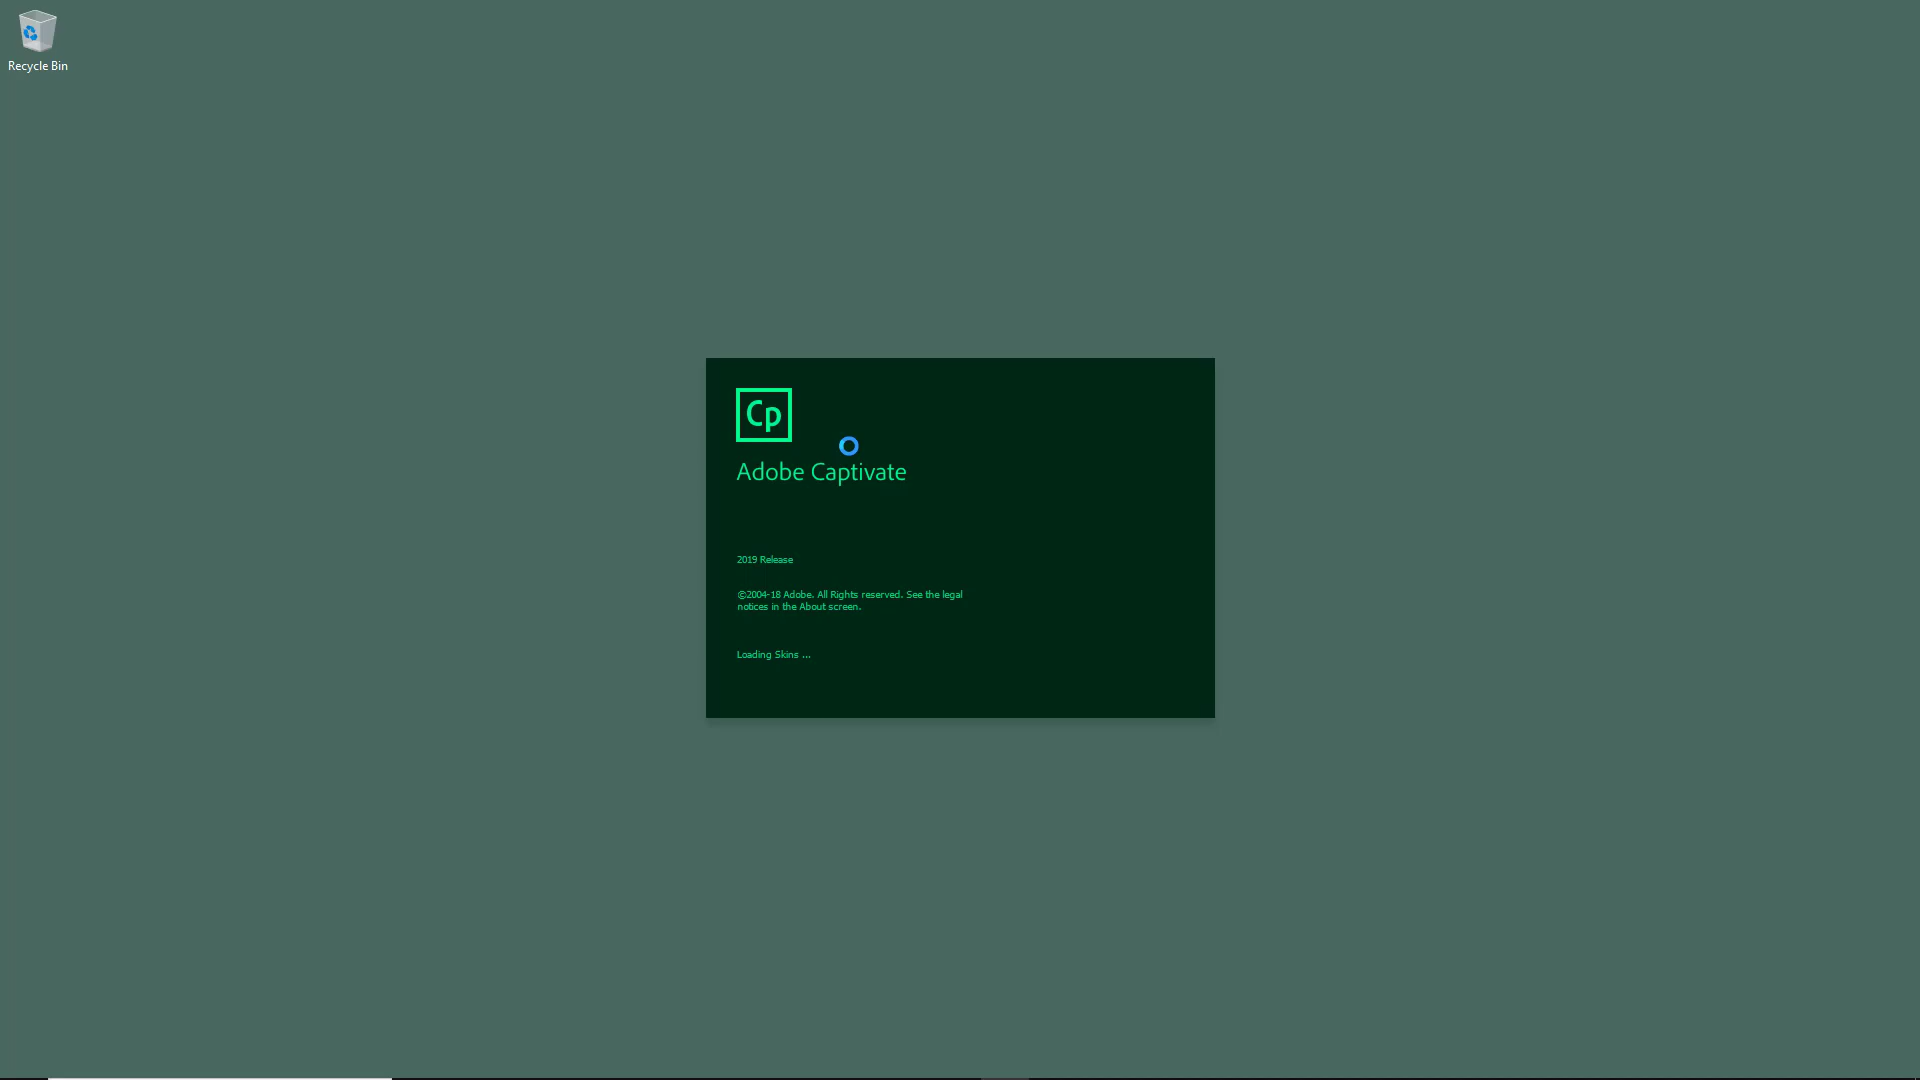 Recycle Bin
Cp
Adobe Captivate
2019 Release
©2004-18 Adobe. All Rights reserved. See the legal
notices in the About screen.
Loading Skins ...